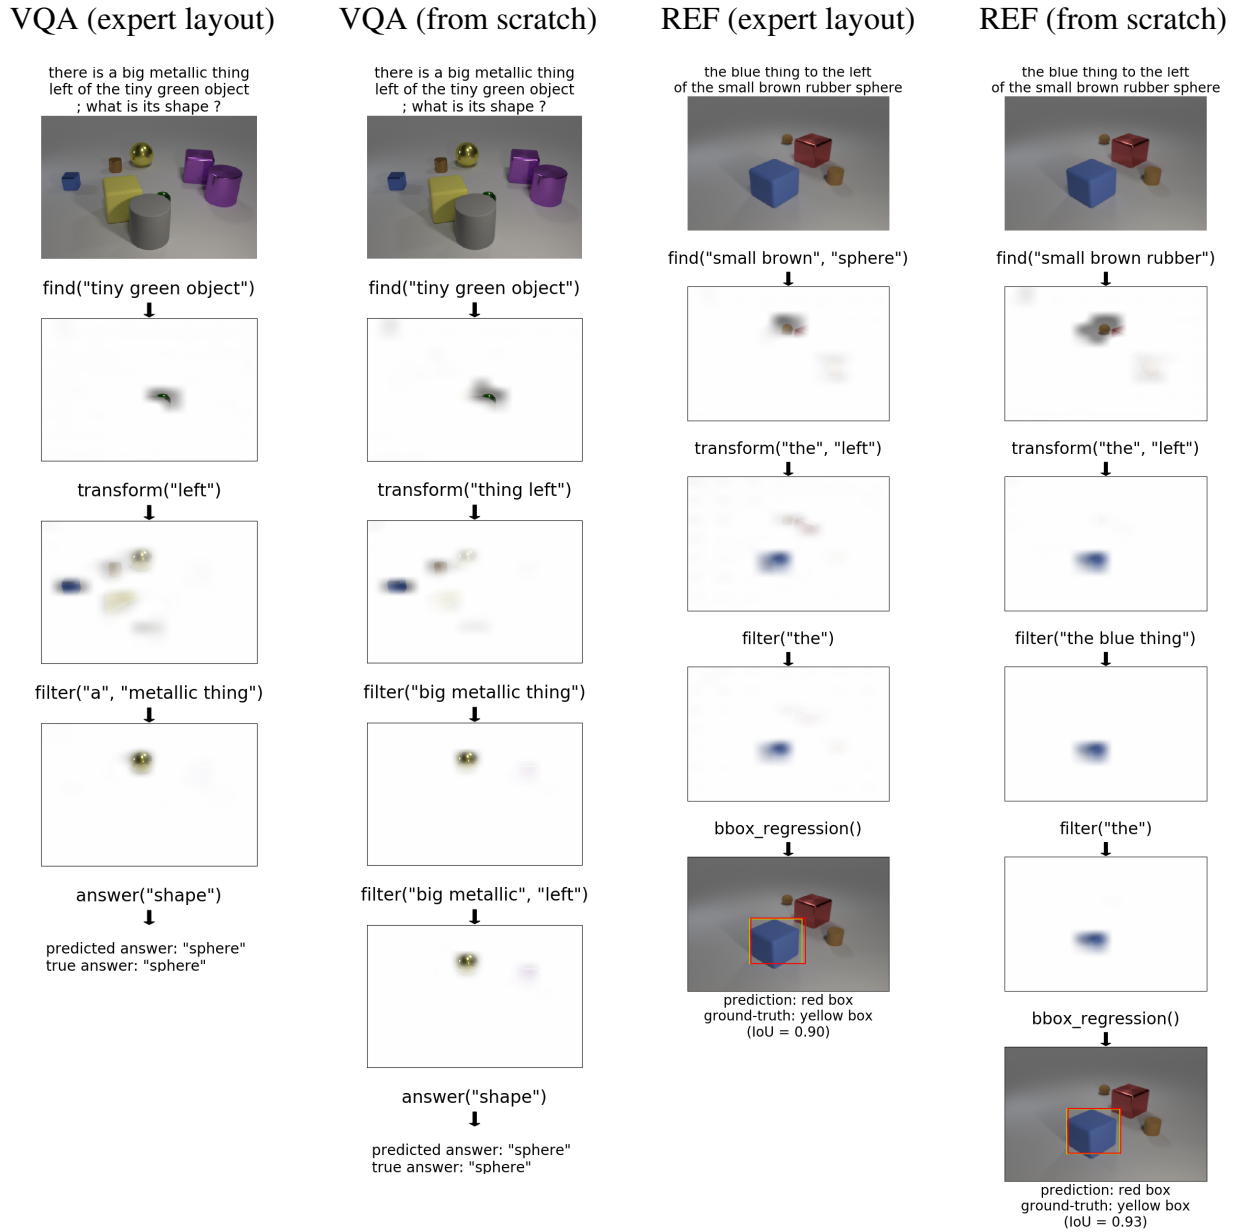 VQA (expert layout)
there is a big metallic thing
left of the tiny green object
; what is its shape ?
find("tiny green object")
transform("left")
filter("a", "metallic thing")
answer("shape")
predicted answer: "sphere"
true answer: "sphere"
VQA (from scratch)
there is a big metallic thing
left of the tiny green object
; what is its shape ?
find("tiny green object")
transform("thing left")
filter("big metallic thing")
filter("big metallic", "left")
answer("shape")
predicted answer: "sphere"
true answer: "sphere"
REF (expert layout)
the blue thing to the left
of the small brown rubber sphere
find("small brown", "sphere")
transform("the", "left")
filter("the")
bbox_regression()
prediction: red box
ground-truth: yellow box
(IoU = 0.90)
REF (from scratch)
the blue thing to the left
of the small brown rubber sphere
find("small brown rubber")
transform("the", "left")
filter("the blue thing")
filter("the")
bbox_regression()
prediction: red box
ground-truth: yellow box
(IoU = 0.93)